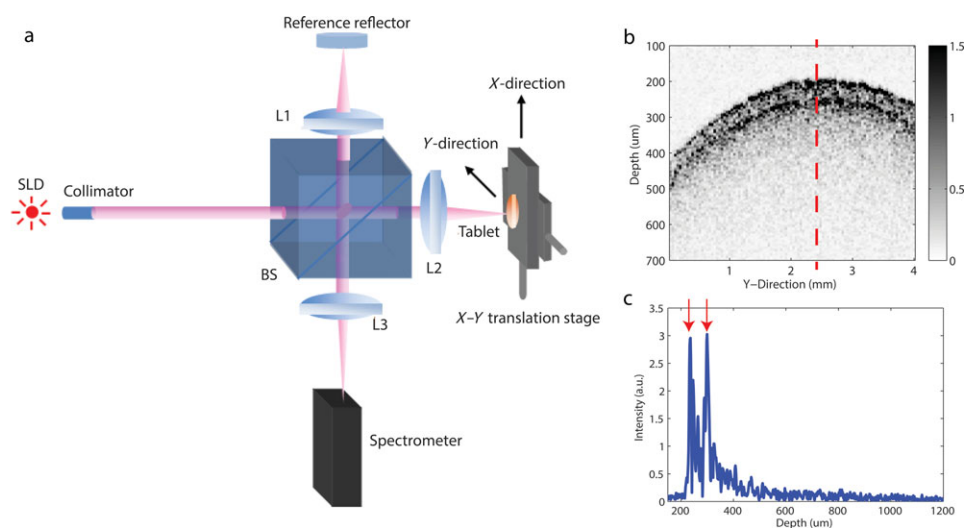 a
Reference reflector
L1
X-direction
Y-direction
SLD
Collimator
Tablet
BS
L2
L3
X–Y translation stage
Spectrometer
b
100
200
300
400
500
600
700
Depth (um)
1 2 3 4
Y–Direction (mm)
1.5
1
0.5
0
c
3.5
3
2.5
2
1.5
1
0.5
0
Intensity (a.u.)
200 400 600 800 1000 1200
Depth (um)